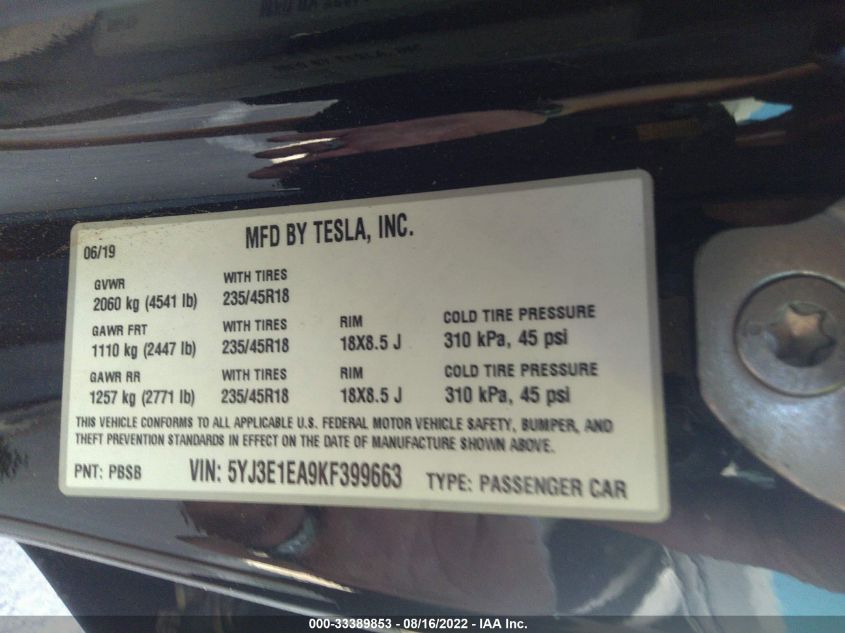 MFD BY TESLA, INC.
06/19
GVWR WITH TIRES
2060 kg (4541 lb) 235/45R18
GAWR FRT WITH TIRES RIM COLD TIRE PRESSURE
1110 kg (2447 lb) 235/45R18 18X8.5 J 310 kPa, 45 psi
GAWR RR WITH TIRES RIM COLD TIRE PRESSURE
1257 kg (2771 lb) 235/45R18 18X8.5 J 310 kPa, 45 psi
THIS VEHICLE CONFORMS TO ALL APPLICABLE U.S. FEDERAL MOTOR VEHICLE SAFETY, BUMPER, AND
THEFT PREVENTION STANDARDS IN EFFECT ON THE DATE OF MANUFACTURE SHOWN ABOVE.
PNT: PBSB VIN: 5YJ3E1EA9KF399663 TYPE: PASSENGER CAR
000-33389853 - 08/16/2022 - IAA Inc.